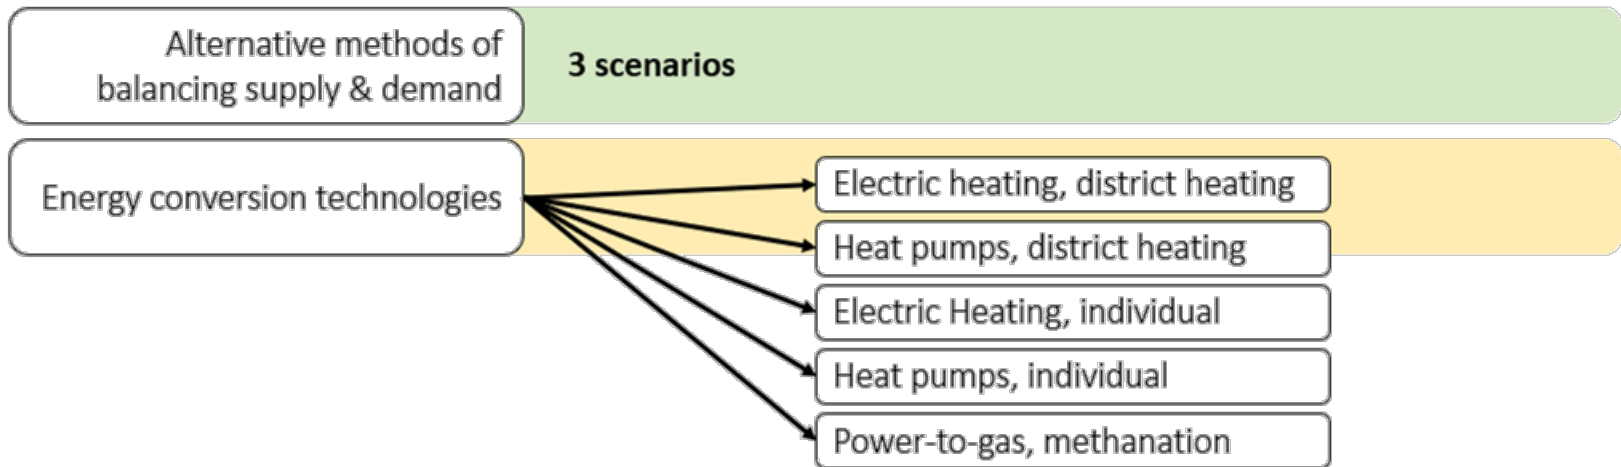 Alternative methods of
balancing supply & demand
3 scenarios
Energy conversion technologies
Electric heating, district heating
Heat pumps, district heating
Electric Heating, individual
Heat pumps, individual
Power-to-gas, methanation